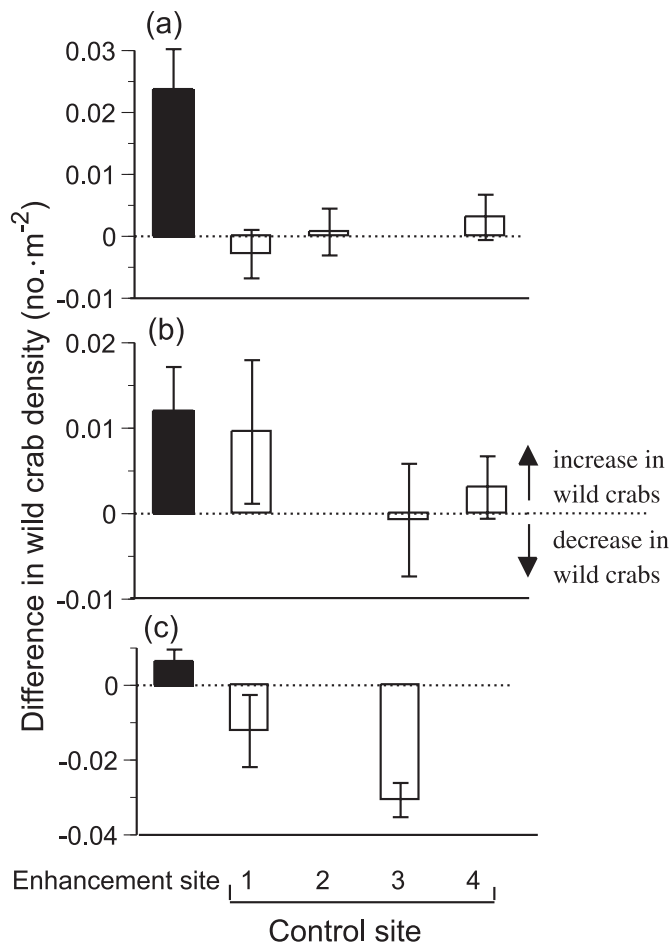 Difference in wild crab density (no.·m⁻²)
(a)
0.03
0.02
0.01
0
-0.01
(b)
0.02
0.01
0
-0.01
increase in
wild crabs
decrease in
wild crabs
(c)
0
-0.02
-0.04
Enhancement site 1 2 3 4
Control site